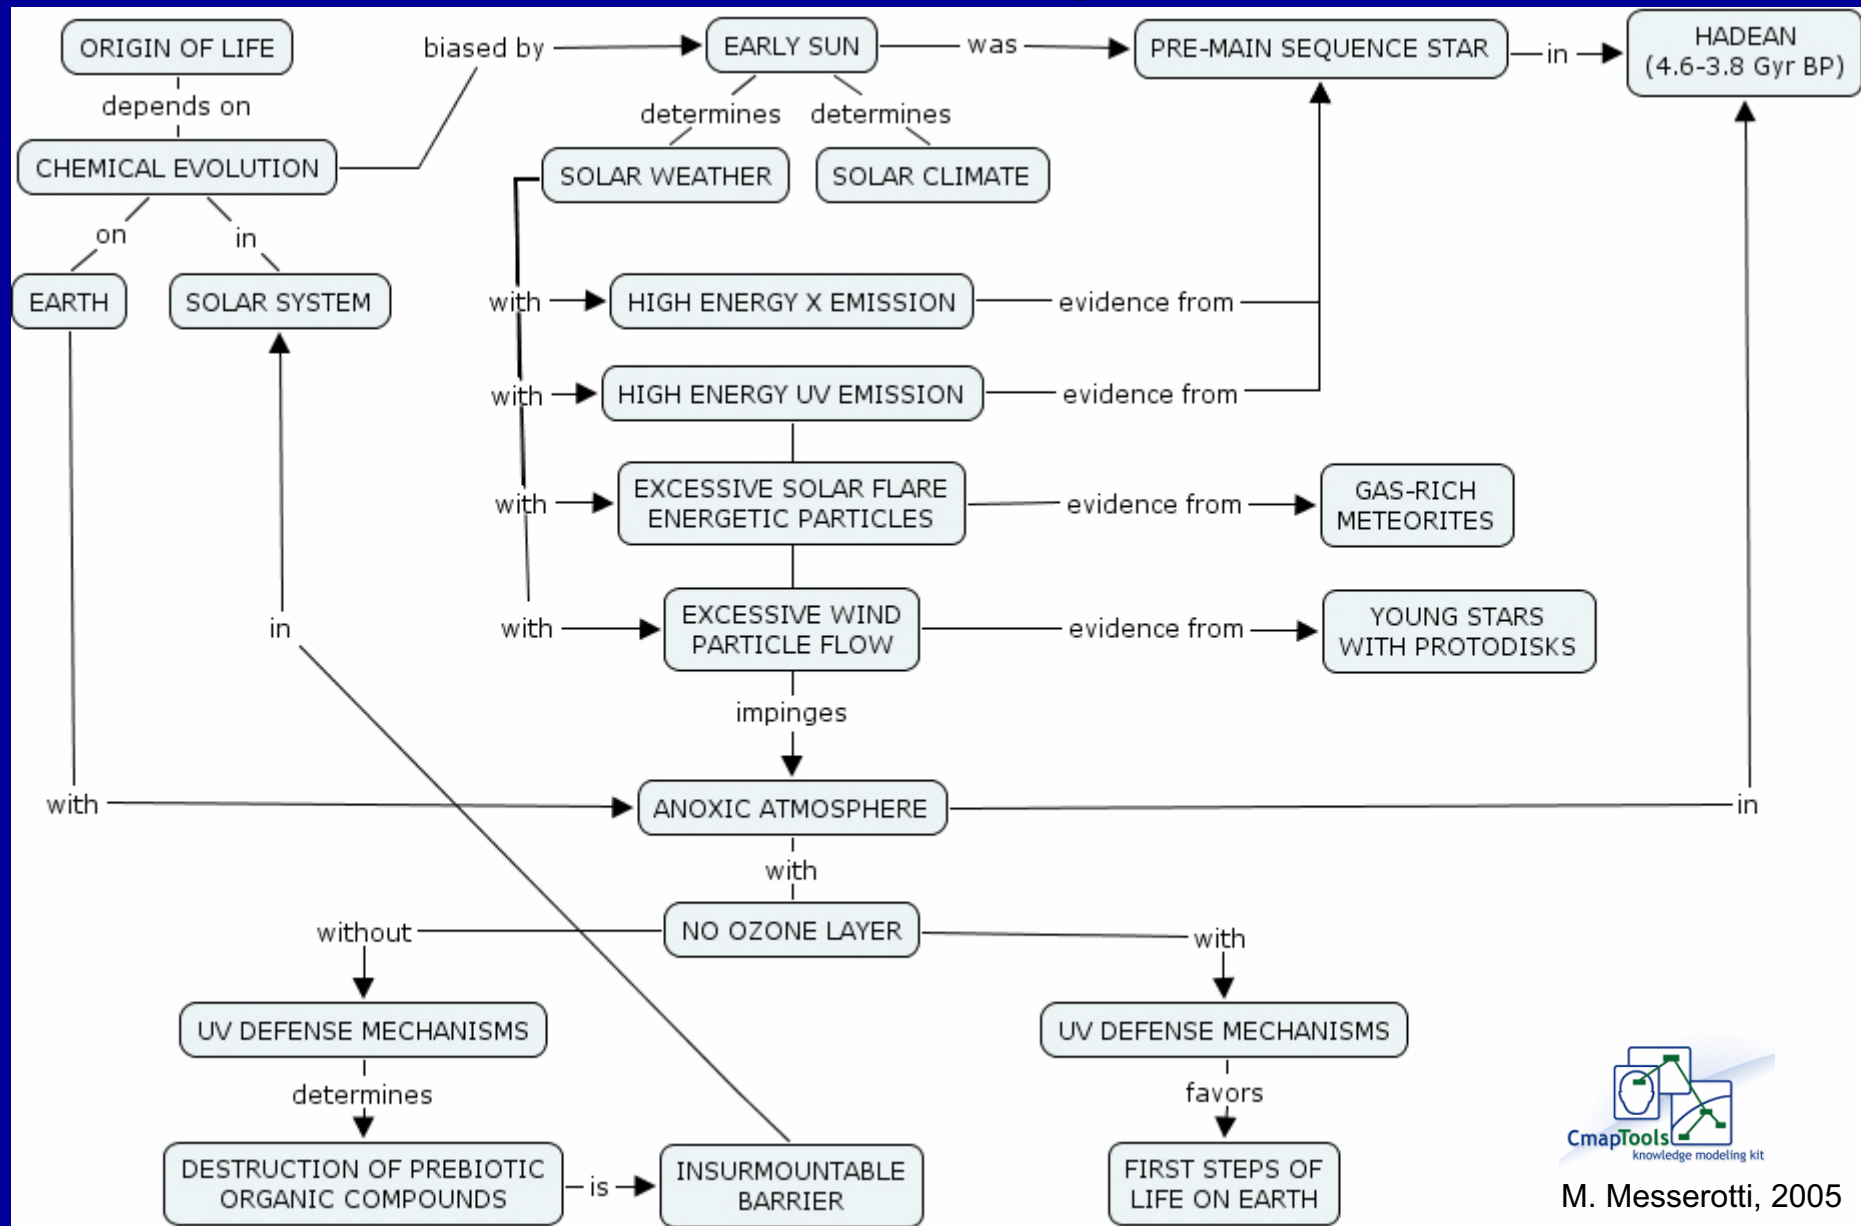 ORIGIN OF LIFE
biased by
EARLY SUN
was
PRE-MAIN SEQUENCE STAR
in
HADEAN
(4.6-3.8 Gyr BP)
depends on
determines
determines
CHEMICAL EVOLUTION
SOLAR WEATHER
SOLAR CLIMATE
on
in
EARTH
SOLAR SYSTEM
with
HIGH ENERGY X EMISSION
evidence from
with
HIGH ENERGY UV EMISSION
evidence from
with
EXCESSIVE SOLAR FLARE
ENERGETIC PARTICLES
evidence from
GAS-RICH
METEORITES
in
with
EXCESSIVE WIND
PARTICLE FLOW
evidence from
YOUNG STARS
WITH PROTODISKS
impinges
with
ANOXIC ATMOSPHERE
in
with
without
NO OZONE LAYER
with
UV DEFENSE MECHANISMS
UV DEFENSE MECHANISMS
determines
favors
DESTRUCTION OF PREBIOTIC
ORGANIC COMPOUNDS
is
INSURMOUNTABLE
BARRIER
FIRST STEPS OF
LIFE ON EARTH
CmapTools
knowledge modeling kit
M. Messerotti, 2005